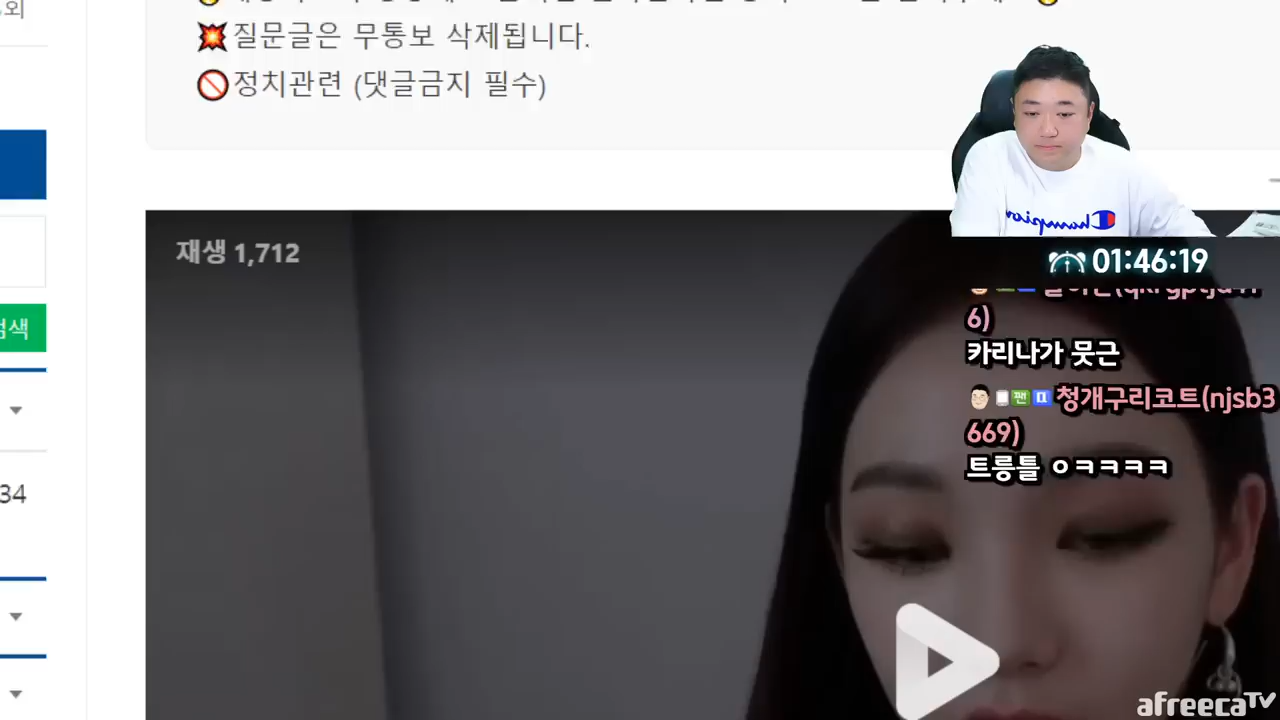 외
질문글은 무통보 삭제됩니다.
정치관련 (댓글금지 필수)
Champion
재생 1,712
01:46:19
6)
카리나가 뭇근
검색
팬
청개구리코트(njsb3
669)
트릉틀 ㅇㅋㅋㅋㅋ
34
afreecaTV